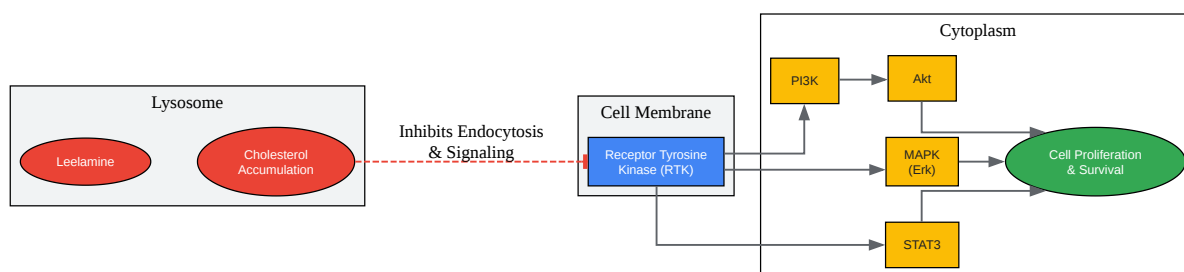 Lysosome
Leelamine
Cholesterol
Accumulation
Inhibits Endocytosis
& Signaling
Cell Membrane
Receptor Tyrosine
Kinase (RTK)
Cytoplasm
PI3K
Akt
MAPK
(Erk)
STAT3
Cell Proliferation
& Survival